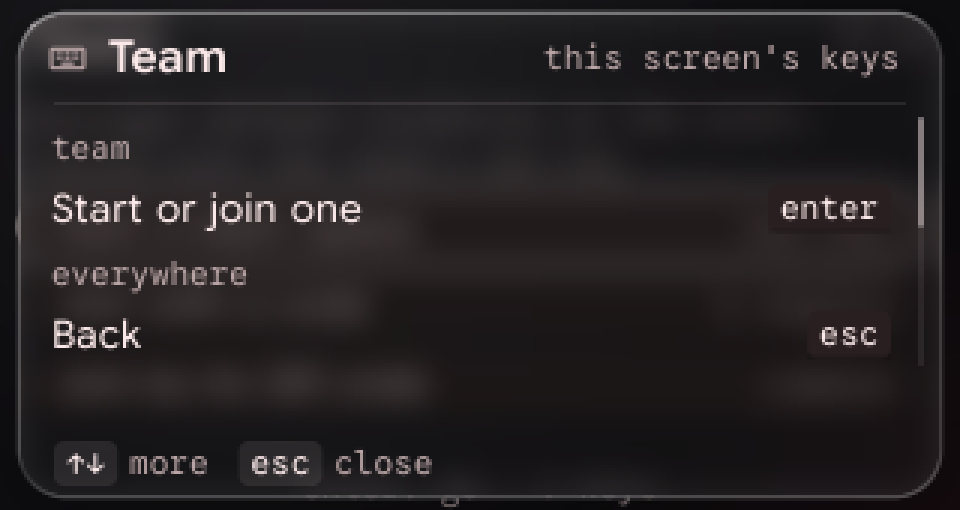 Team this screen's keys
team
Start or join one enter
everywhere
Back esc
↑↓ more esc close